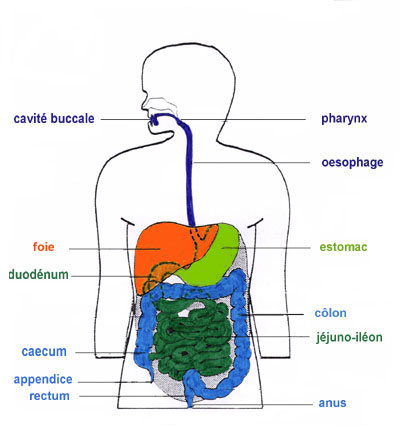 cavité buccale
pharynx
oesophage
foie
estomac
duodénum
côlon
jéjuno-iléon
caecum
appendice
rectum
anus